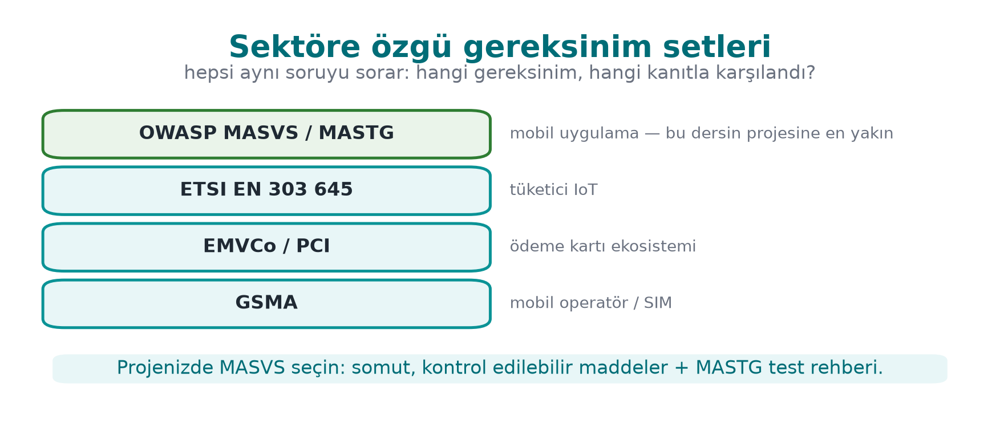 Sektöre özgü gereksinim setleri
hepsi aynı soruyu sorar: hangi gereksinim, hangi kanıtla karşılandı?
OWASP MASVS / MASTG
mobil uygulama — bu dersin projesine en yakın
ETSI EN 303 645
tüketici IoT
EMVCo / PCI
ödeme kartı ekosistemi
GSMA
mobil operatör / SIM
Projenizde MASVS seçin: somut, kontrol edilebilir maddeler + MASTG test rehberi.